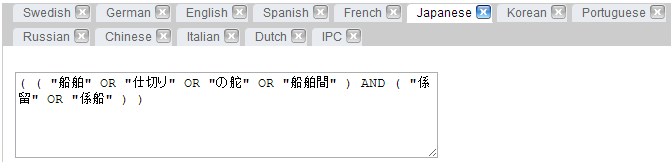 Swedish German English Spanish French Japanese Korean Portuguese
Russian Chinese Italian Dutch IPC
( ( "船舶" OR "仕切り" OR "の舵" OR "船舶間" ) AND ( "係
留" OR "係船" ) )